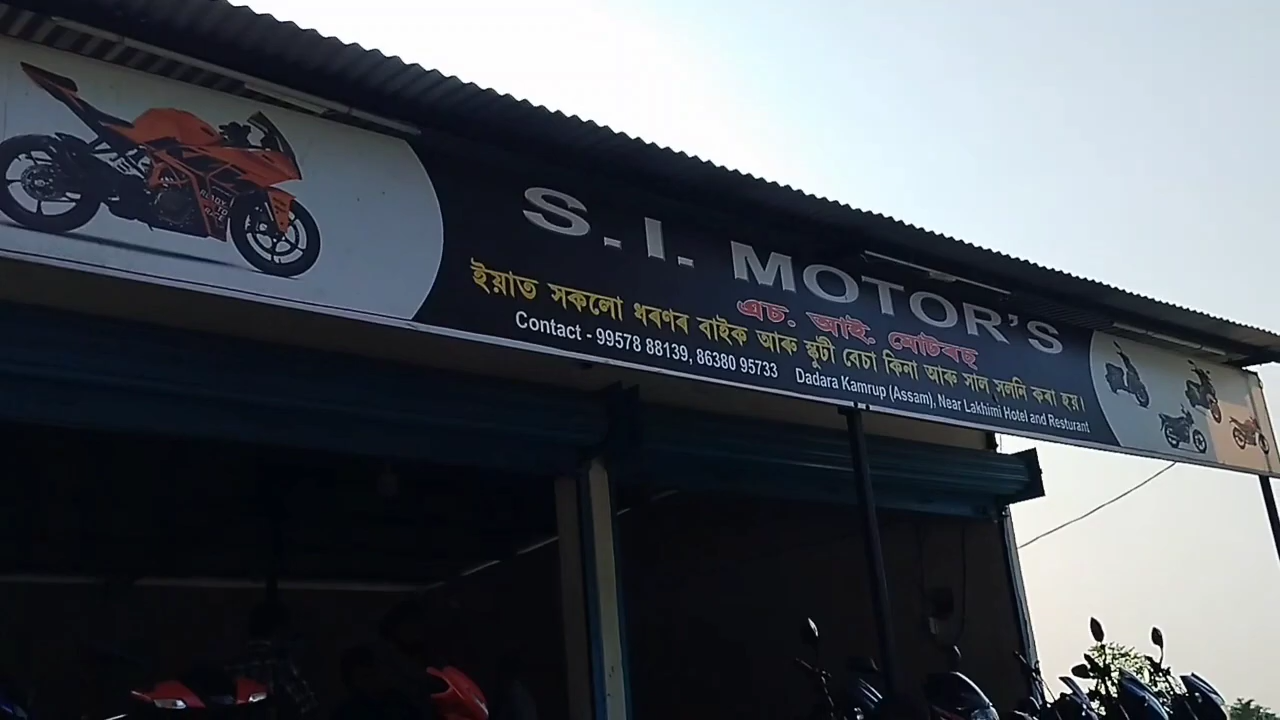 S.I. MOTOR'S
এচ. আই. মোটৰছ
ইয়াত সকলো ধৰণৰ বাইক আৰু স্কুটী বেচা কিনা আৰু সাল সলনি কৰা হয়।
Contact - 99578 88139, 86380 95733
Dadara Kamrup (Assam), Near Lakhimi Hotel and Resturant